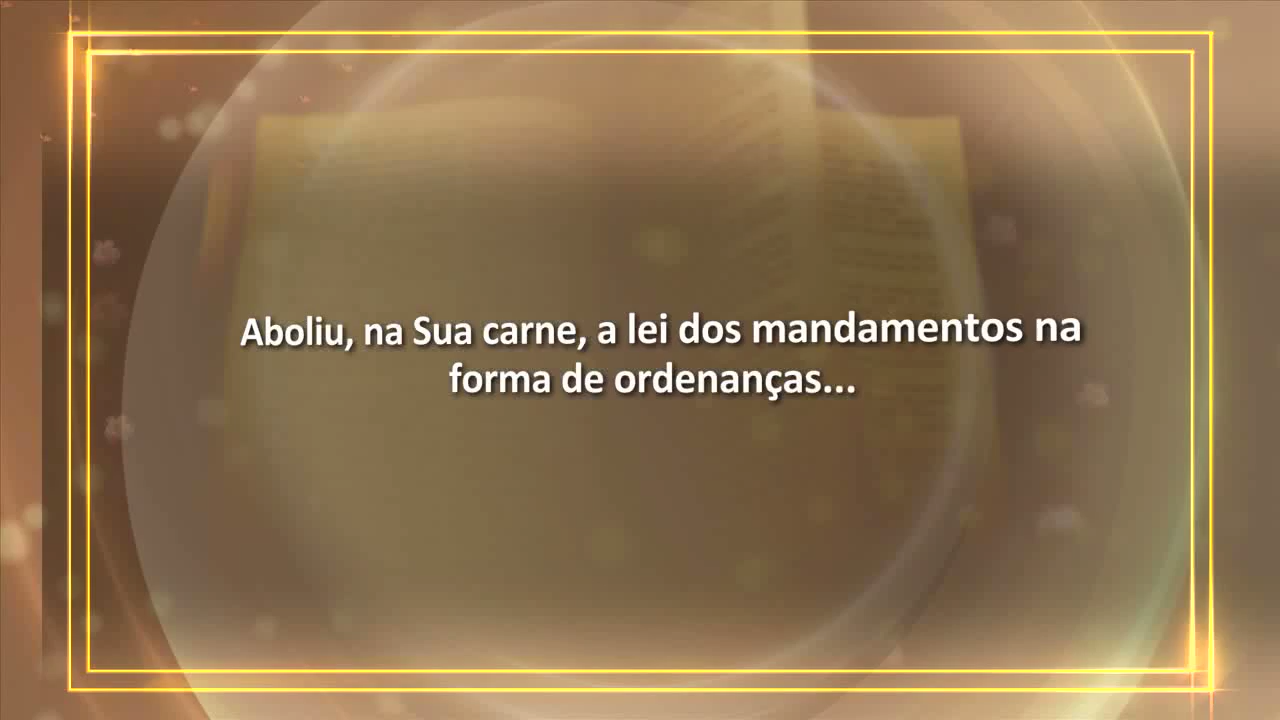 Aboliu, na Sua carne, a lei dos mandamentos na
forma de ordenanças...